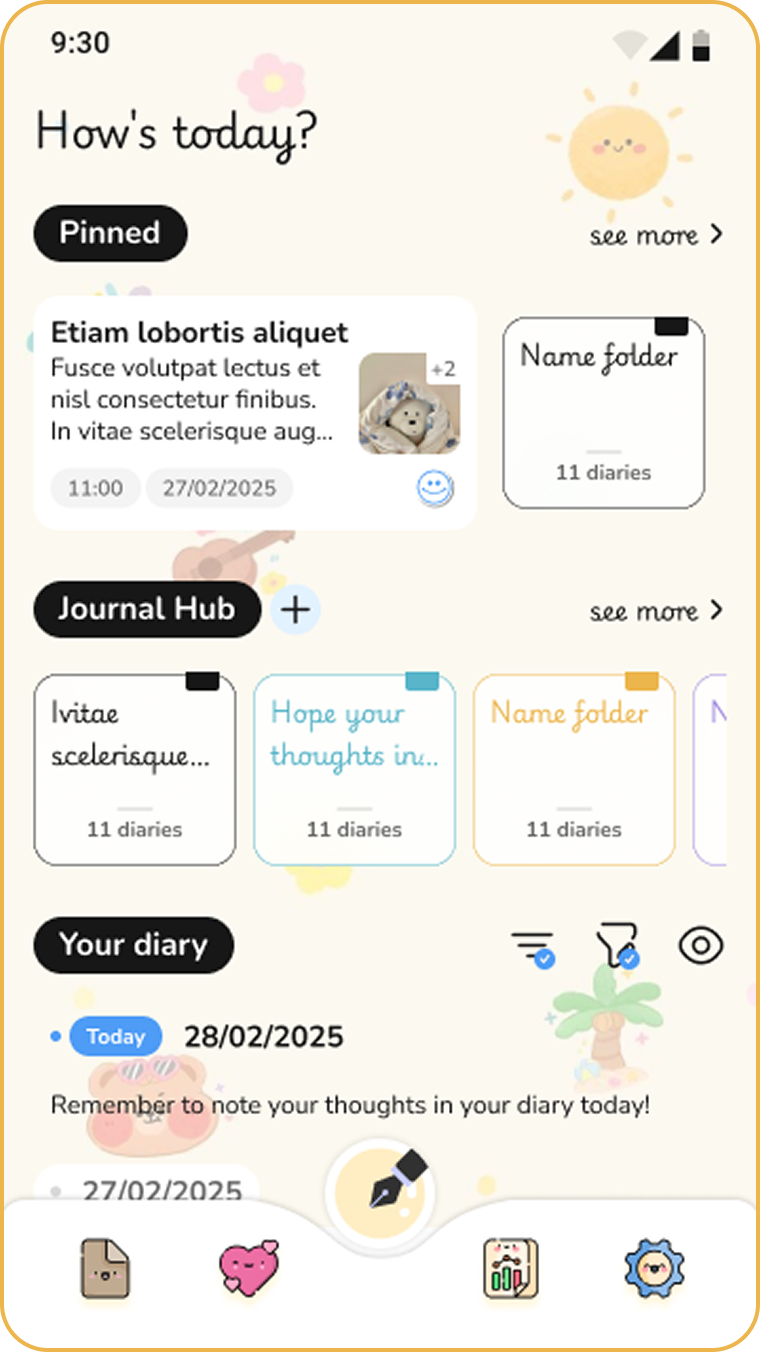 9:30
How's today?
Pinned
see more
Etiam lobortis aliquet
Fusce volutpat lectus et
nisl consectetur finibus.
In vitae scelerisque aug...
+2
11:00
27/02/2025
Name folder
11 diaries
Journal Hub
see more
Ivitae
scelerisque...
11 diaries
Hope your
thoughts in...
11 diaries
Name folder
11 diaries
N
Your diary
Today
28/02/2025
Remember to note your thoughts in your diary today!
27/02/2025